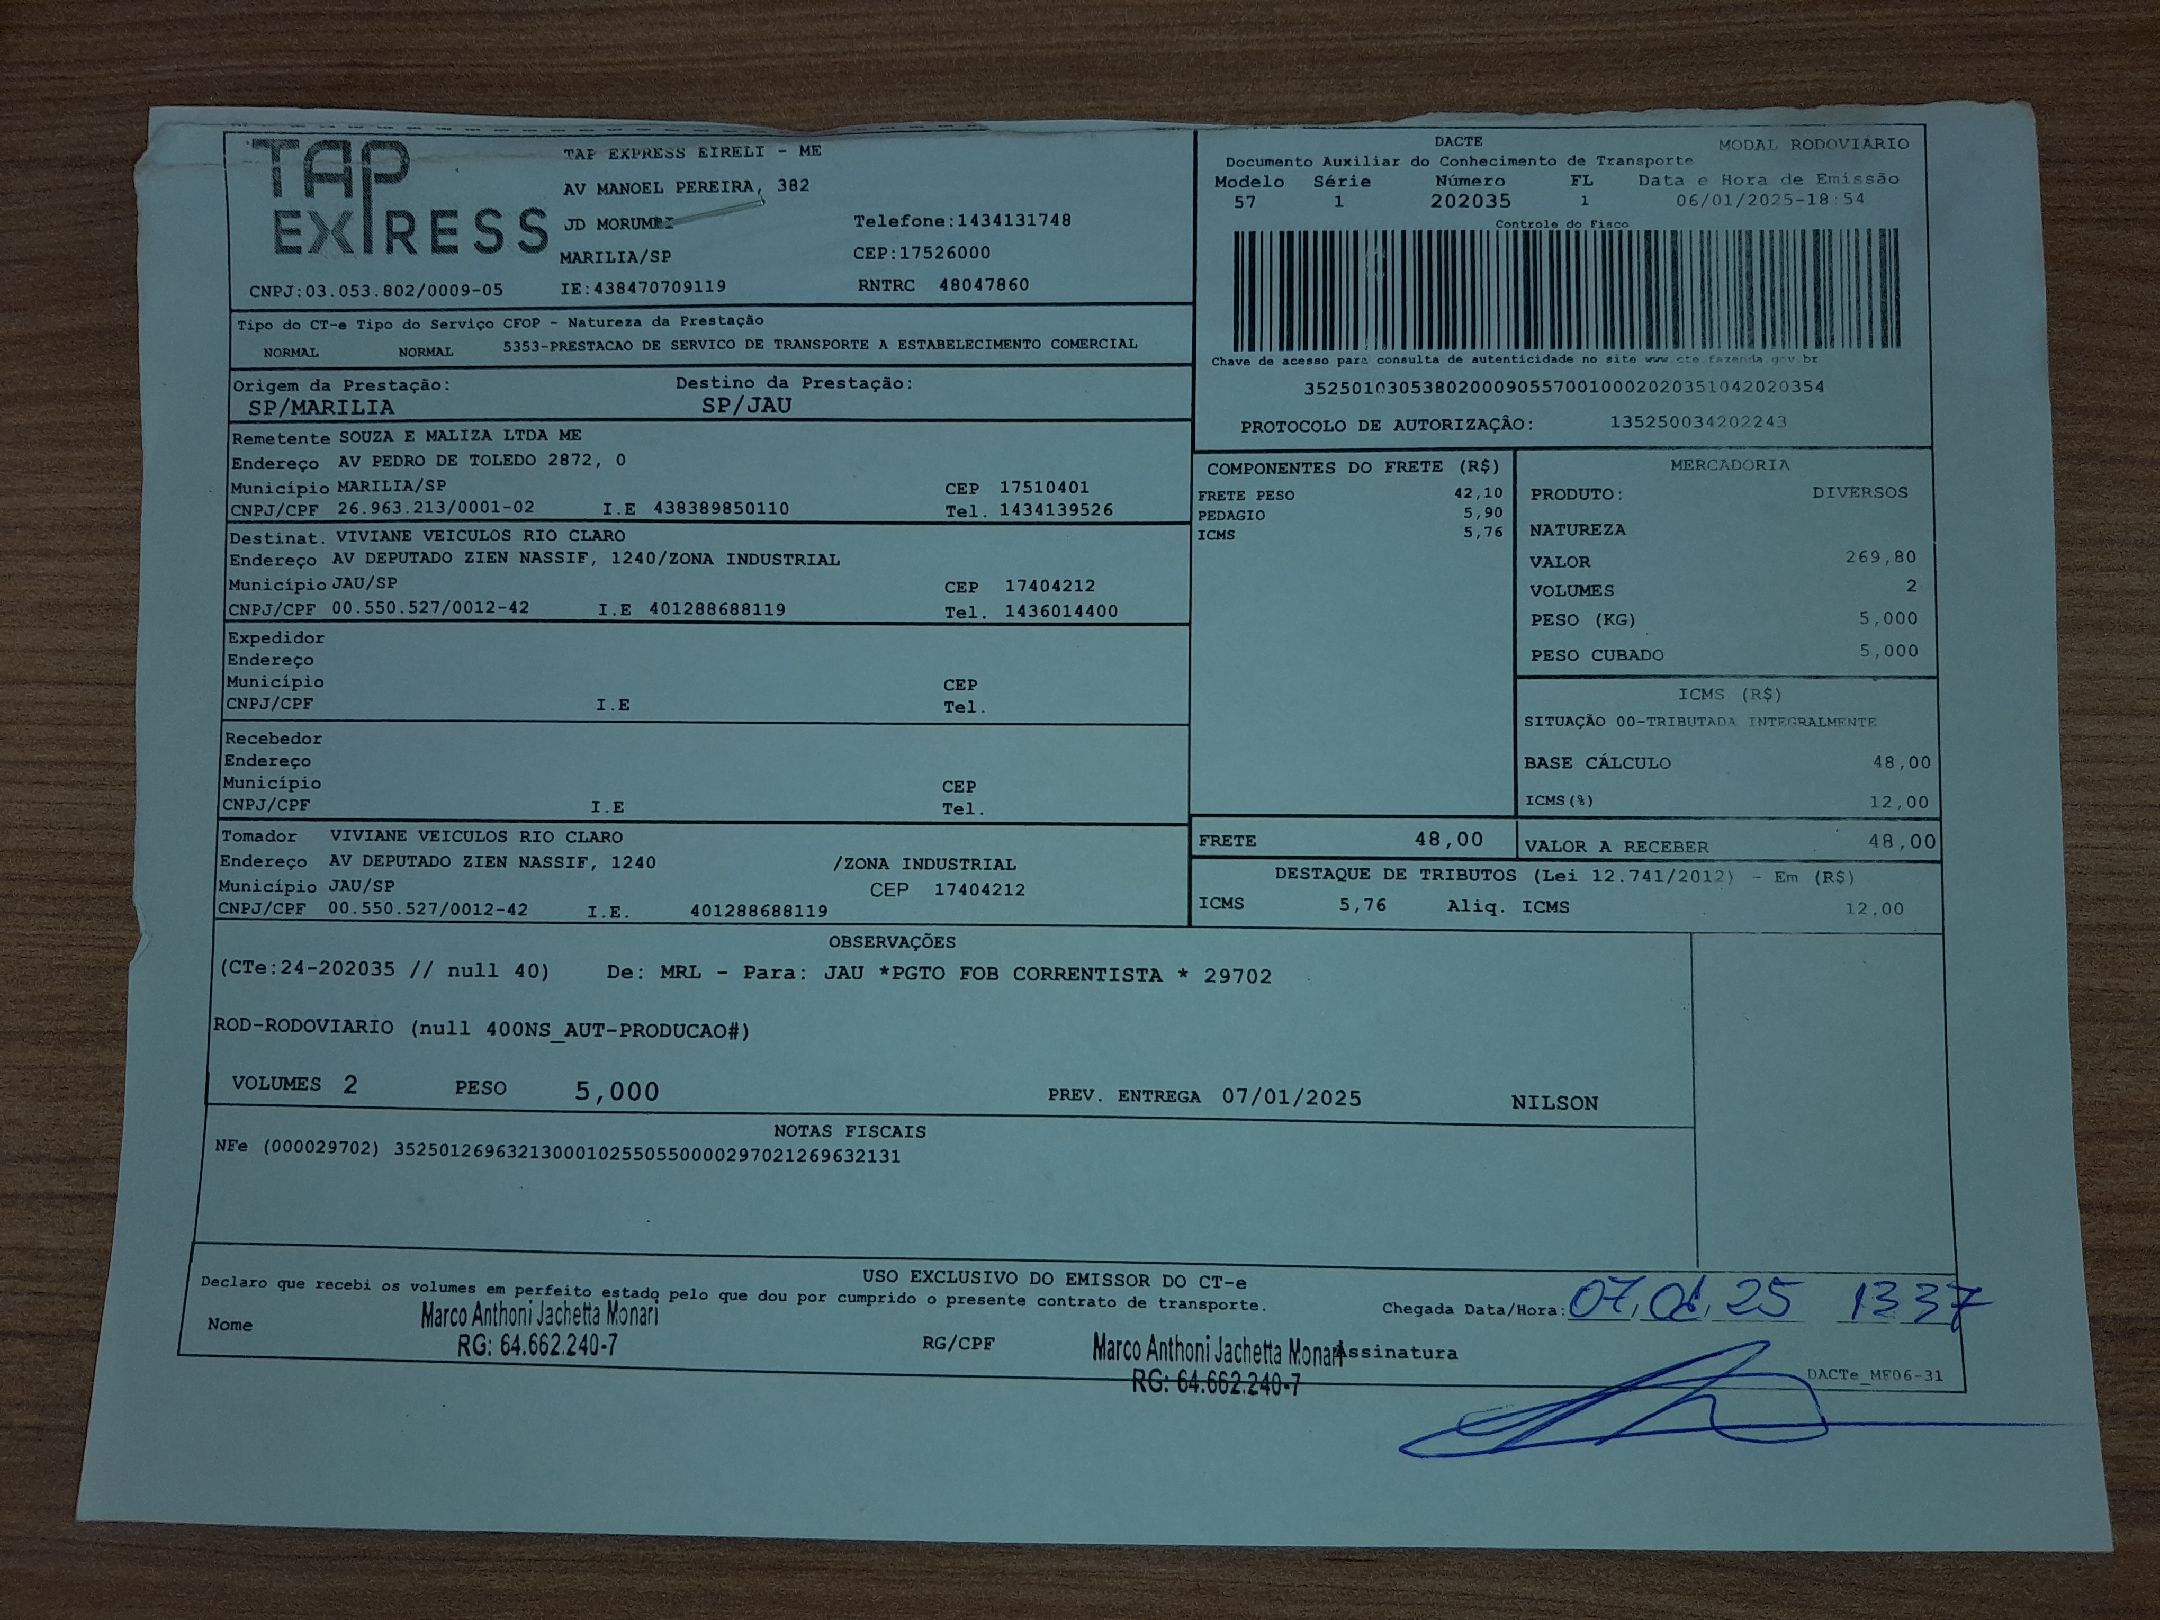 TAP
EXPRESS
TAP EXPRESS EIRELI - ME
AV MANOEL PEREIRA, 382
JD MORUMBI
Telefone:1434131748
MARILIA/SP
CEP:17526000
CNPJ:03.053.802/0009-05
IE:438470709119
RNTRC 48047860
DACTE
MODAL RODOVIÁRIO
Documento Auxiliar do Conhecimento de Transporte
Modelo Série Número FL Data e Hora de Emissão
57 1 202035 1 06/01/2025-18:54
Controle do Fisco
Chave de acesso para consulta de autenticidade no site www.cte.fazenda.gov.br
35250103053802000905570010002020351042020354
PROTOCOLO DE AUTORIZAÇÃO: 135250034202243
Tipo do CT-e Tipo do Serviço CFOP - Natureza da Prestação
NORMAL NORMAL 5353-PRESTACAO DE SERVICO DE TRANSPORTE A ESTABELECIMENTO COMERCIAL
Origem da Prestação: Destino da Prestação:
SP/MARILIA SP/JAU
Remetente SOUZA E MALIZA LTDA ME
Endereço AV PEDRO DE TOLEDO 2872, 0
Município MARILIA/SP CEP 17510401
CNPJ/CPF 26.963.213/0001-02 I.E 438389850110 Tel. 1434139526
Destinat. VIVIANE VEICULOS RIO CLARO
Endereço AV DEPUTADO ZIEN NASSIF, 1240/ZONA INDUSTRIAL
Município JAU/SP CEP 17404212
CNPJ/CPF 00.550.527/0012-42 I.E 401288688119 Tel. 1436014400
Expedidor
Endereço
Município CEP
CNPJ/CPF I.E Tel.
Recebedor
Endereço
Município CEP
CNPJ/CPF I.E Tel.
Tomador VIVIANE VEICULOS RIO CLARO
Endereço AV DEPUTADO ZIEN NASSIF, 1240 /ZONA INDUSTRIAL
Município JAU/SP CEP 17404212
CNPJ/CPF 00.550.527/0012-42 I.E. 401288688119
COMPONENTES DO FRETE (R$)
FRETE PESO 42,10
PEDAGIO 5,90
ICMS 5,76
MERCADORIA
PRODUTO: DIVERSOS
NATUREZA
VALOR 269,80
VOLUMES 2
PESO (KG) 5,000
PESO CUBADO 5,000
ICMS (R$)
SITUAÇÃO 00-TRIBUTADA INTEGRALMENTE
BASE CÁLCULO 48,00
ICMS(%) 12,00
FRETE 48,00
VALOR A RECEBER 48,00
DESTAQUE DE TRIBUTOS (Lei 12.741/2012) - Em (R$)
ICMS 5,76 Aliq. ICMS 12,00
OBSERVAÇÕES
(CTe:24-202035 // null 40) De: MRL - Para: JAU *PGTO FOB CORRENTISTA * 29702
ROD-RODOVIARIO (null 400NS_AUT-PRODUCAO#)
VOLUMES 2 PESO 5,000 PREV. ENTREGA 07/01/2025 NILSON
NOTAS FISCAIS
NFe (000029702) 35250126963213000102550550000297021269632131
USO EXCLUSIVO DO EMISSOR DO CT-e
Declaro que recebi os volumes em perfeito estado pelo que dou por cumprido o presente contrato de transporte.
Chegada Data/Hora: 07,01,25 1337
Nome Marco Anthoni Jachetta Monari
RG: 64.662.240-7
RG/CPF Marco Anthoni Jachetta Monari
RG: 64.662.240-7
Assinatura
DACTe_MF06-31